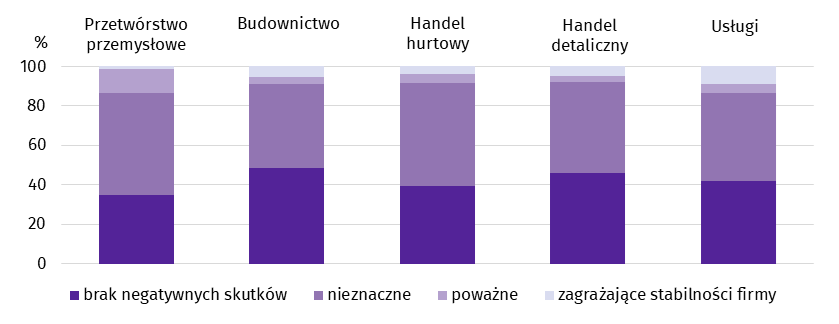 Przetwórstwo
przemysłowe
Budownictwo
Handel
hurtowy
Handel
detaliczny
Usługi
%
100
80
60
40
20
0
brak negatywnych skutków nieznaczne poważne zagrażające stabilności firmy